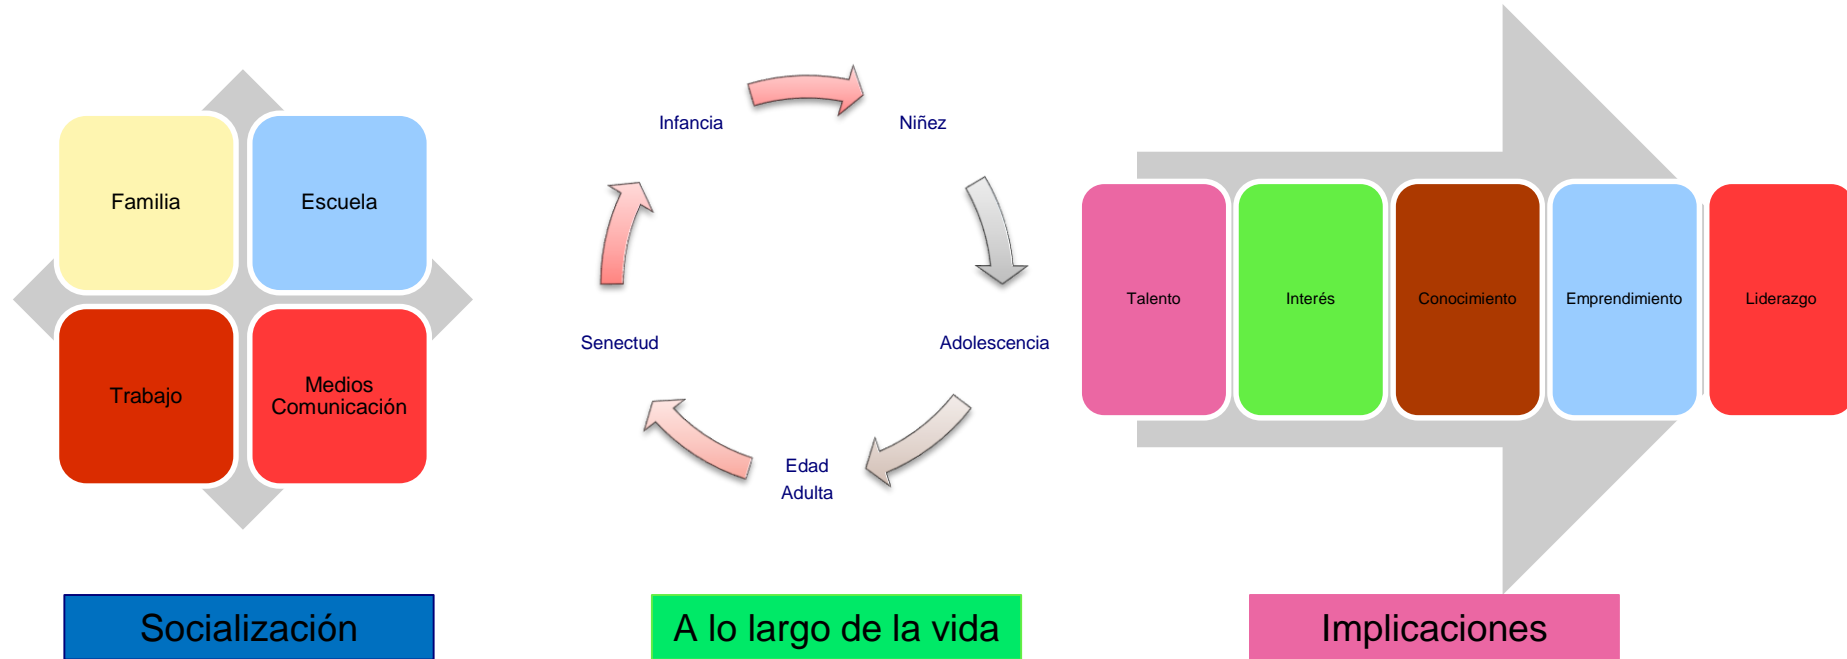 Familia
Escuela
Trabajo
Medios
Comunicación
Socialización
Infancia
Niñez
Adolescencia
Edad
Adulta
Senectud
A lo largo de la vida
Talento
Interés
Conocimiento
Emprendimiento
Liderazgo
Implicaciones